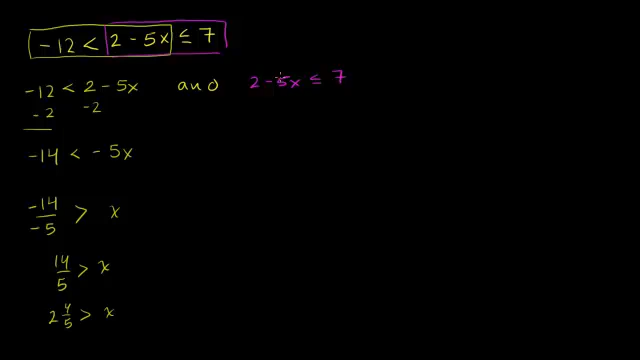 -12 < 2 - 5x ≤ 7
-12 < 2 - 5x and 2 - 5x ≤ 7
-2 -2
-14 < - 5x
-14/-5 > x
14/5 > x
2 4/5 > x